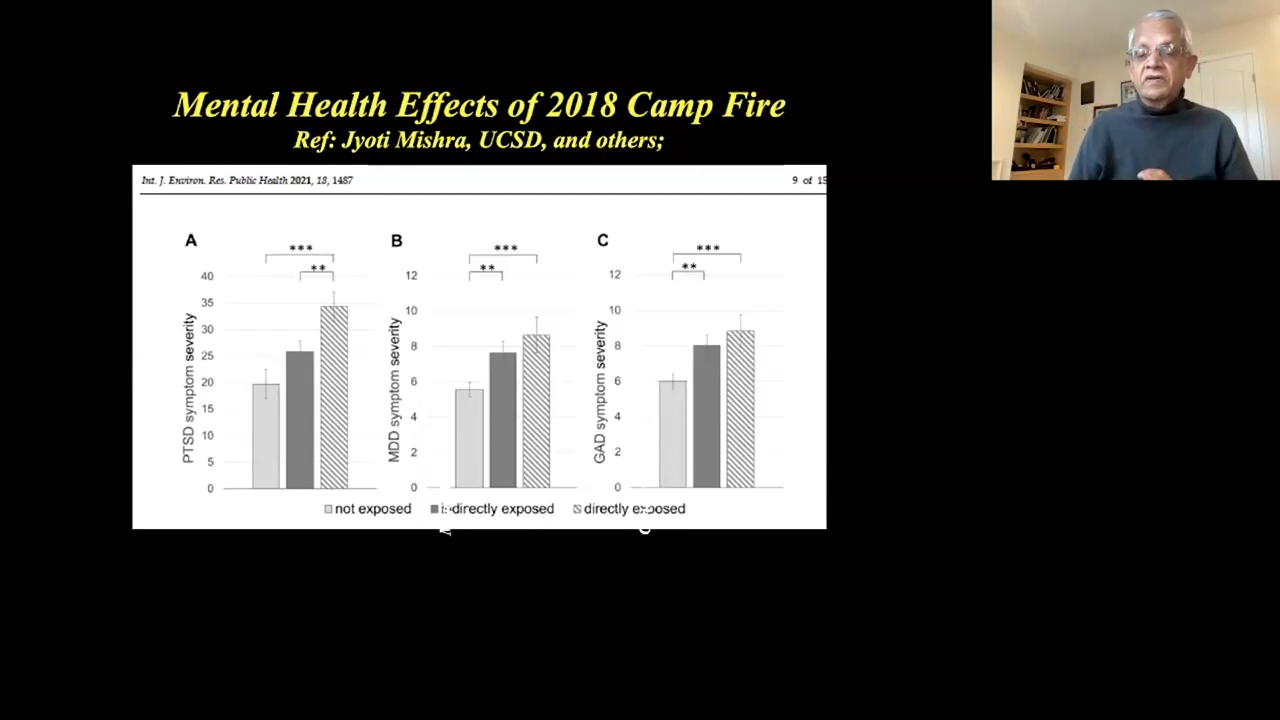 Mental Health Effects of 2018 Camp Fire
Ref: Jyoti Mishra, UCSD, and others;
Int. J. Environ. Res. Public Health 2021, 18, 1487
9 of 15
A
***
**
40
35
30
25
20
15
10
5
0
PTSD symptom severity
B
***
**
12
10
8
6
4
2
0
MDD symptom severity
C
***
**
12
10
8
6
4
2
0
GAD symptom severity
not exposed
indirectly exposed
directly exposed